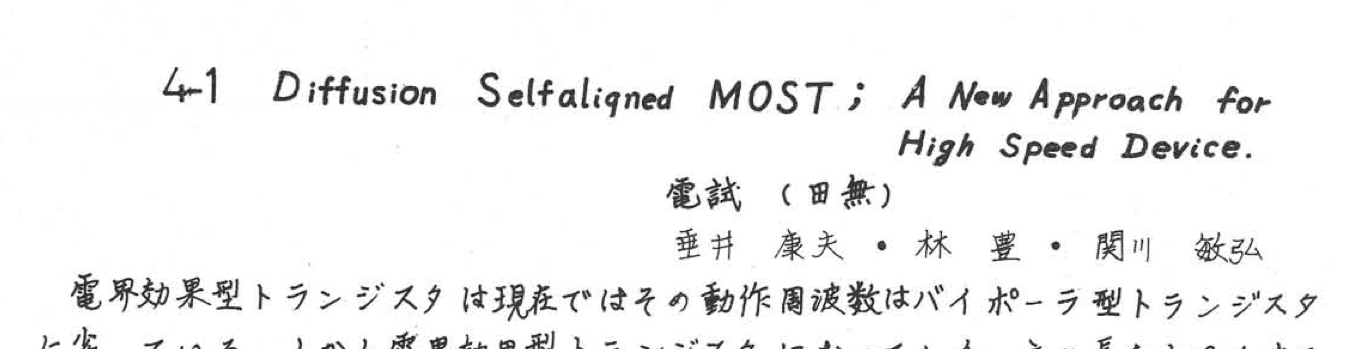 4-1 Diffusion Selfaligned MOST ; A New Approach for
High Speed Device.
電試 (田無)
垂井 康夫・林 豊・関川 敏弘
電界効果型トランジスタは現在ではその動作周波数はバイポーラ型トランジスタ